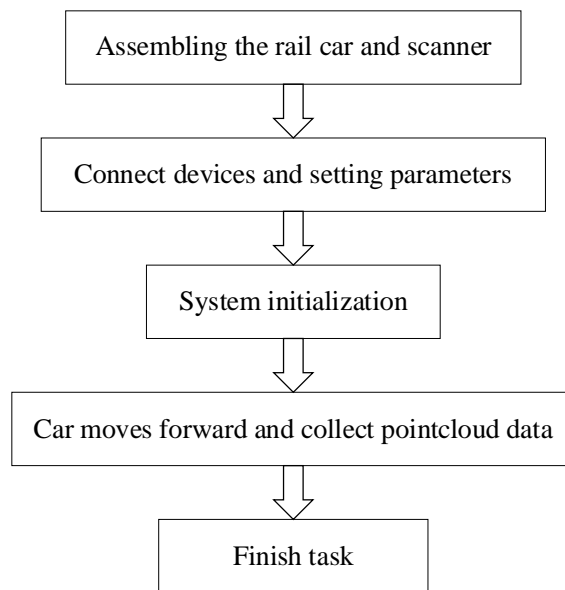 Assembling the rail car and scanner
Connect devices and setting parameters
System initialization
Car moves forward and collect pointcloud data
Finish task